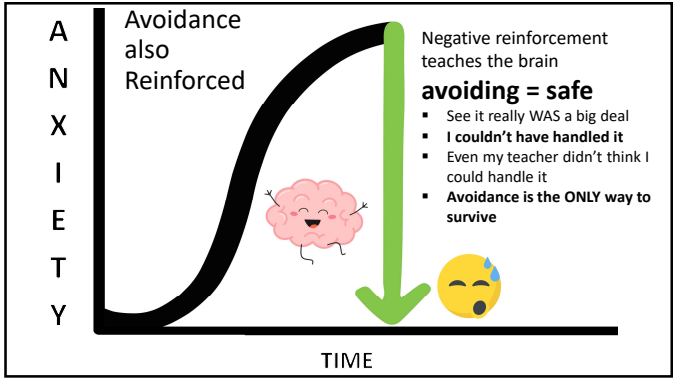 ANXIETY
Avoidance
also
Reinforced
Negative reinforcement
teaches the brain
avoiding = safe
▪ See it really WAS a big deal
▪ I couldn't have handled it
▪ Even my teacher didn't think I
could handle it
▪ Avoidance is the ONLY way to
survive
TIME